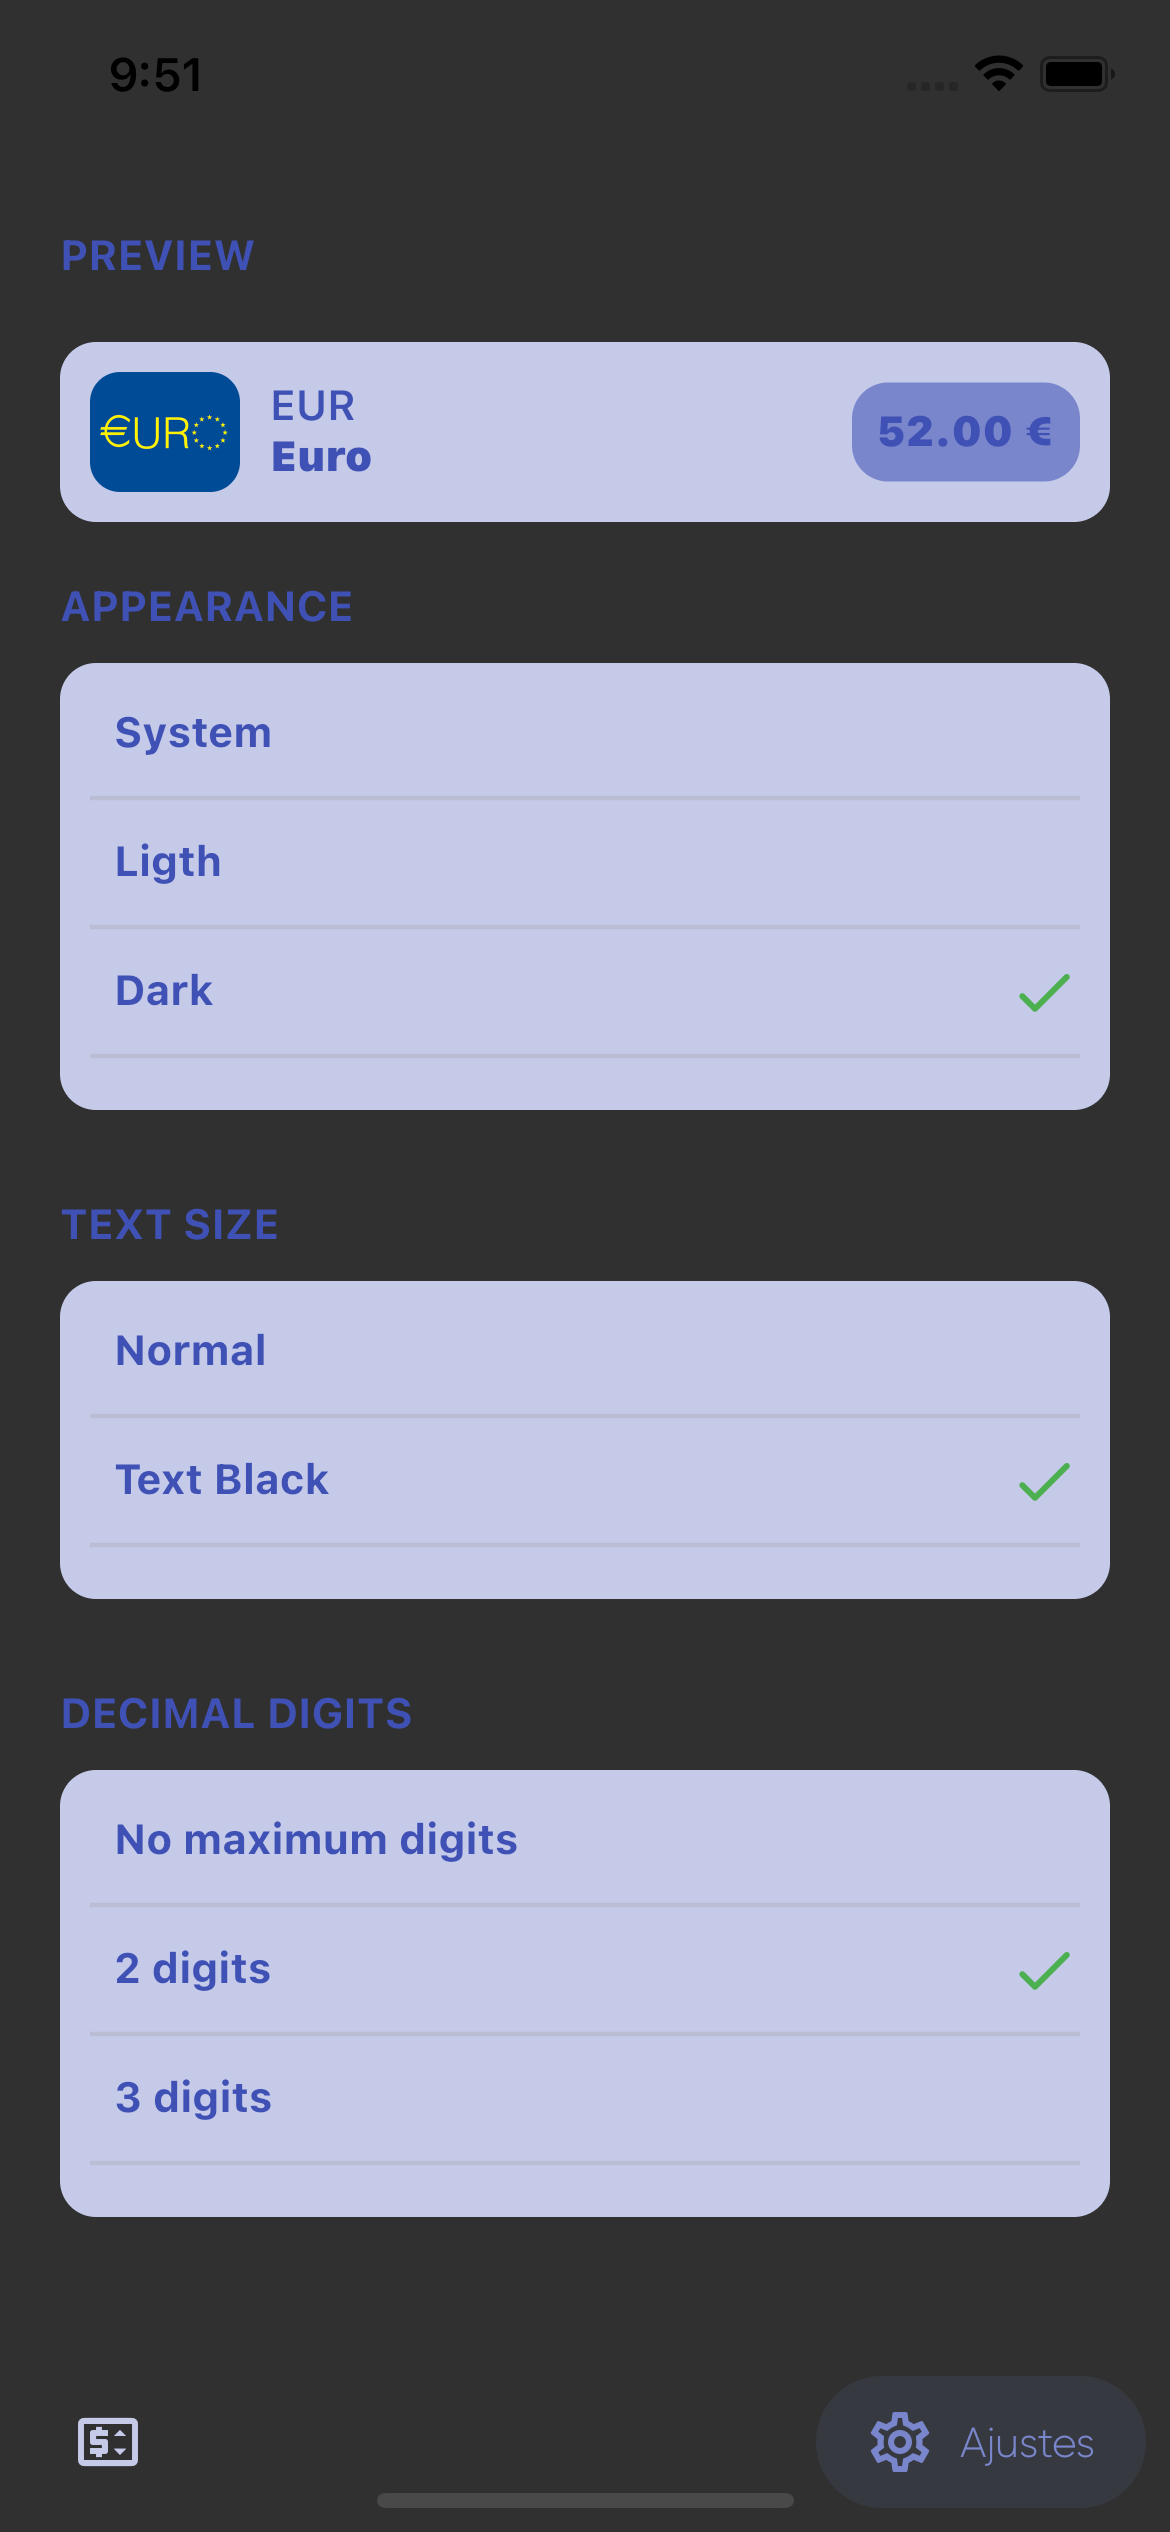 9:51
PREVIEW
€URO
EUR
Euro
52.00 €
APPEARANCE
System
Ligth
Dark
TEXT SIZE
Normal
Text Black
DECIMAL DIGITS
No maximum digits
2 digits
3 digits
Ajustes